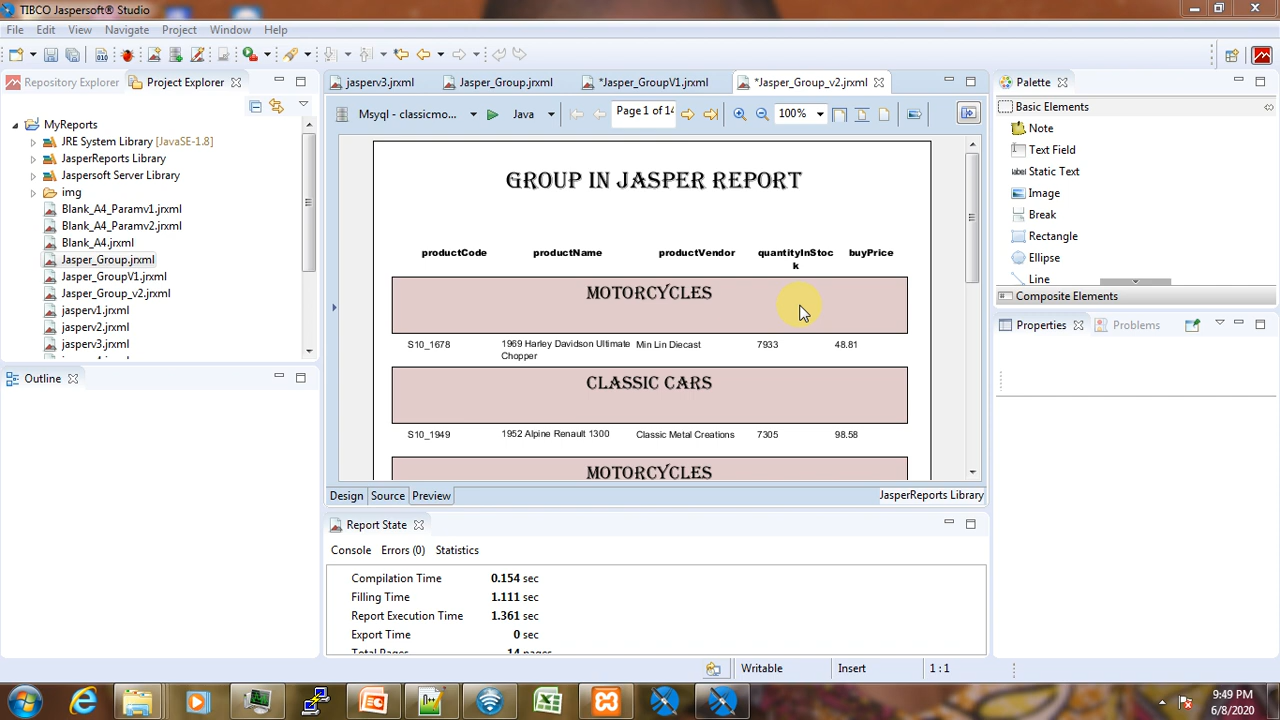 TIBCO Jaspersoft® Studio
File Edit View Navigate Project Window Help
Repository Explorer Project Explorer
MyReports
JRE System Library [JavaSE-1.8]
JasperReports Library
Jaspersoft Server Library
img
Blank_A4_Paramv1.jrxml
Blank_A4_Paramv2.jrxml
Blank_A4.jrxml
Jasper_Group.jrxml
Jasper_GroupV1.jrxml
Jasper_Group_v2.jrxml
jasperv1.jrxml
jasperv2.jrxml
jasperv3.jrxml
Outline
jasperv3.jrxml Jasper_Group.jrxml *Jasper_GroupV1.jrxml *Jasper_Group_v2.jrxml
Msyql - classicmo... Java Page 1 of 14 100%
GROUP IN JASPER REPORT
productCode productName productVendor quantityInStoc buyPrice
k
MOTORCYCLES
S10_1678 1969 Harley Davidson Ultimate Min Lin Diecast 7933 48.81
Chopper
CLASSIC CARS
S10_1949 1952 Alpine Renault 1300 Classic Metal Creations 7305 98.58
MOTORCYCLES
Design Source Preview JasperReports Library
Report State
Console Errors (0) Statistics
Compilation Time 0.154 sec
Filling Time 1.111 sec
Report Execution Time 1.361 sec
Export Time 0 sec
Total Pages 14 pages
Palette
Basic Elements
Note
Text Field
label Static Text
Image
Break
Rectangle
Ellipse
Line
Composite Elements
Properties Problems
Writable Insert 1 : 1
9:49 PM
6/8/2020